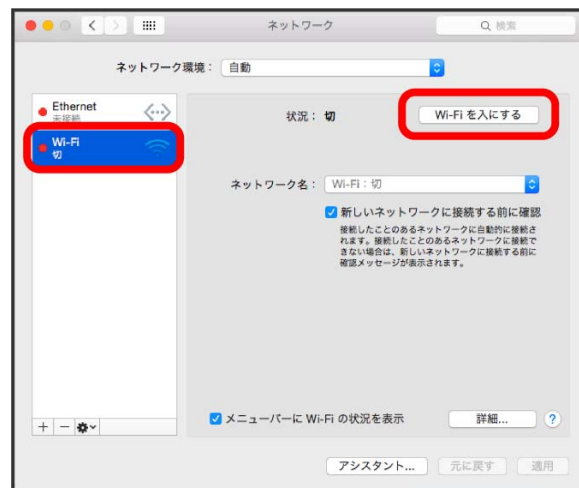 ネットワーク
検索
ネットワーク環境： 自動
Ethernet
未接続
Wi-Fi
切
状況： 切
Wi-Fi を入にする
ネットワーク名： Wi-Fi：切
新しいネットワークに接続する前に確認
接続したことのあるネットワークに自動的に接続さ
れます。接続したことのあるネットワークに接続で
きない場合は、新しいネットワークに接続する前に
確認メッセージが表示されます。
メニューバーに Wi-Fi の状況を表示
詳細...
?
アシスタント...
元に戻す
適用